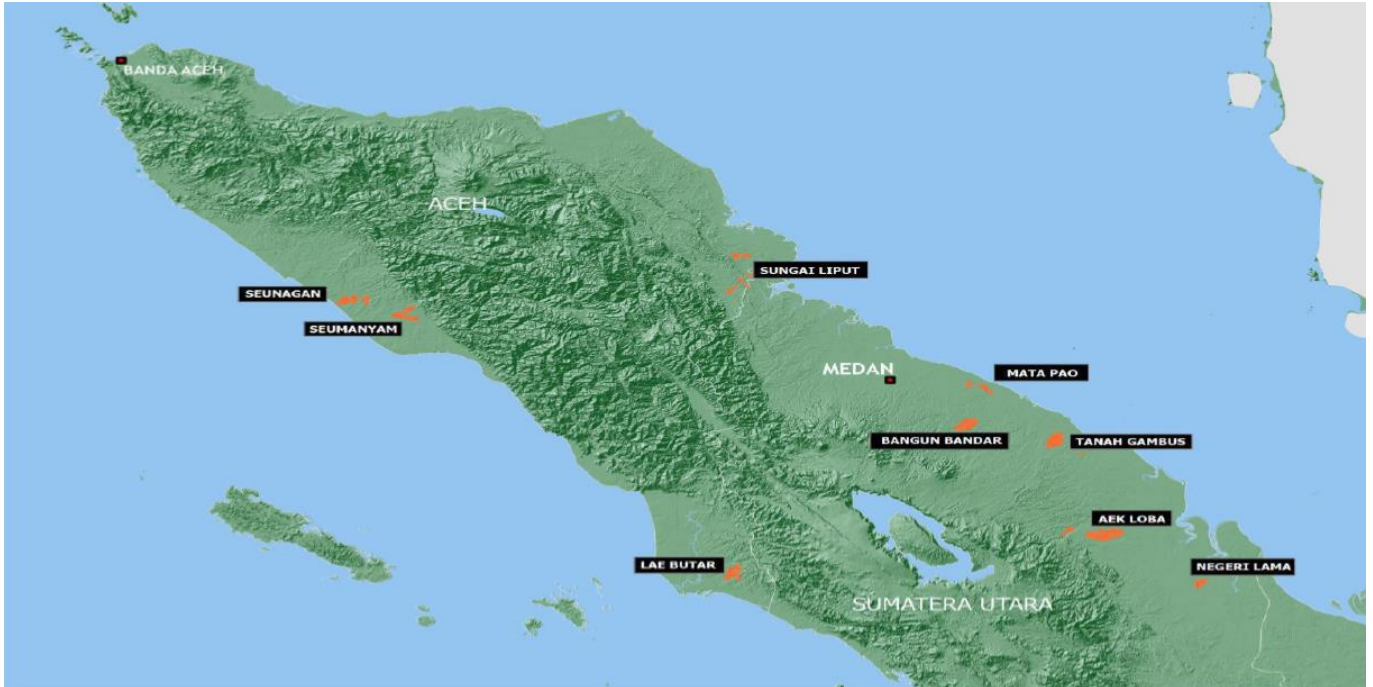 BANDA ACEH
ACEH
SUNGAI LIPUT
SEUNAGAN
SEUMANYAM
MEDAN
MATA PAO
BANGUN BANDAR
TANAH GAMBUS
AEK LOBA
LAE BUTAR
NEGERI LAMA
SUMATERA UTARA